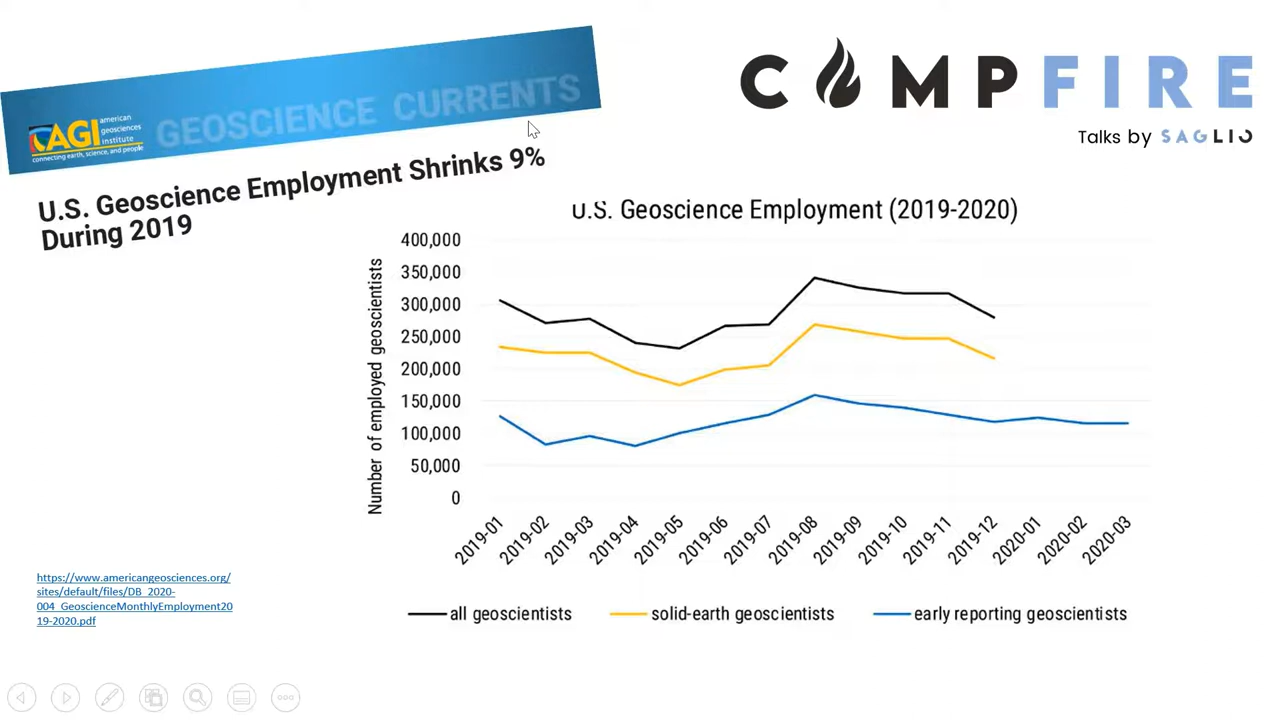 american
geosciences
institute
AGI
connecting earth, science, and people
GEOSCIENCE CURRENTS
CAMPFIRE
Talks by SAGLIO
U.S. Geoscience Employment Shrinks 9%
During 2019
U.S. Geoscience Employment (2019-2020)
Number of employed geoscientists
400,000
350,000
300,000
250,000
200,000
150,000
100,000
50,000
0
2019-01
2019-02
2019-03
2019-04
2019-05
2019-06
2019-07
2019-08
2019-09
2019-10
2019-11
2019-12
2020-01
2020-02
2020-03
all geoscientists
solid-earth geoscientists
early reporting geoscientists
https://www.americangeosciences.org/
sites/default/files/DB_2020-
004_GeoscienceMonthlyEmployment20
19-2020.pdf